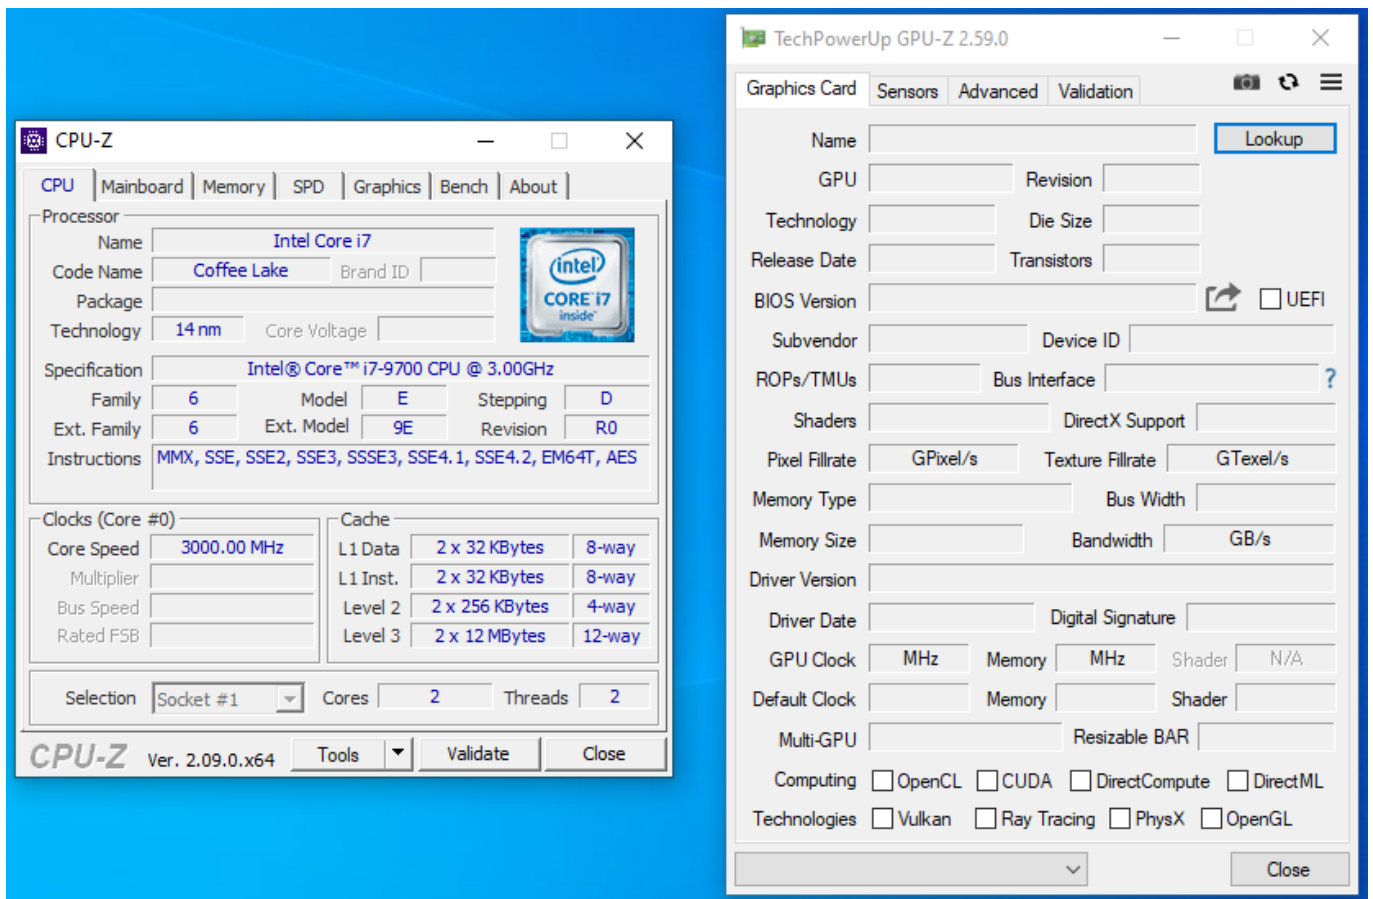 CPU-Z
CPU Mainboard Memory SPD Graphics Bench About
Processor
Name Intel Core i7
Code Name Coffee Lake Brand ID
Package
Technology 14 nm Core Voltage
intel
CORE i7
inside
Specification Intel® Core™ i7-9700 CPU @ 3.00GHz
Family 6 Model E Stepping D
Ext. Family 6 Ext. Model 9E Revision R0
Instructions MMX, SSE, SSE2, SSE3, SSSE3, SSE4.1, SSE4.2, EM64T, AES
Clocks (Core #0)
Core Speed 3000.00 MHz
Multiplier
Bus Speed
Rated FSB
Cache
L1 Data 2 x 32 KBytes 8-way
L1 Inst. 2 x 32 KBytes 8-way
Level 2 2 x 256 KBytes 4-way
Level 3 2 x 12 MBytes 12-way
Selection Socket #1 Cores 2 Threads 2
CPU-Z Ver. 2.09.0.x64 Tools Validate Close
TechPowerUp GPU-Z 2.59.0
Graphics Card Sensors Advanced Validation
Name Lookup
GPU Revision
Technology Die Size
Release Date Transistors
BIOS Version UEFI
Subvendor Device ID
ROPs/TMUs Bus Interface ?
Shaders DirectX Support
Pixel Fillrate GPixel/s Texture Fillrate GTexel/s
Memory Type Bus Width
Memory Size Bandwidth GB/s
Driver Version
Driver Date Digital Signature
GPU Clock MHz Memory MHz Shader N/A
Default Clock Memory Shader
Multi-GPU Resizable BAR
Computing OpenCL CUDA DirectCompute DirectML
Technologies Vulkan Ray Tracing PhysX OpenGL
Close